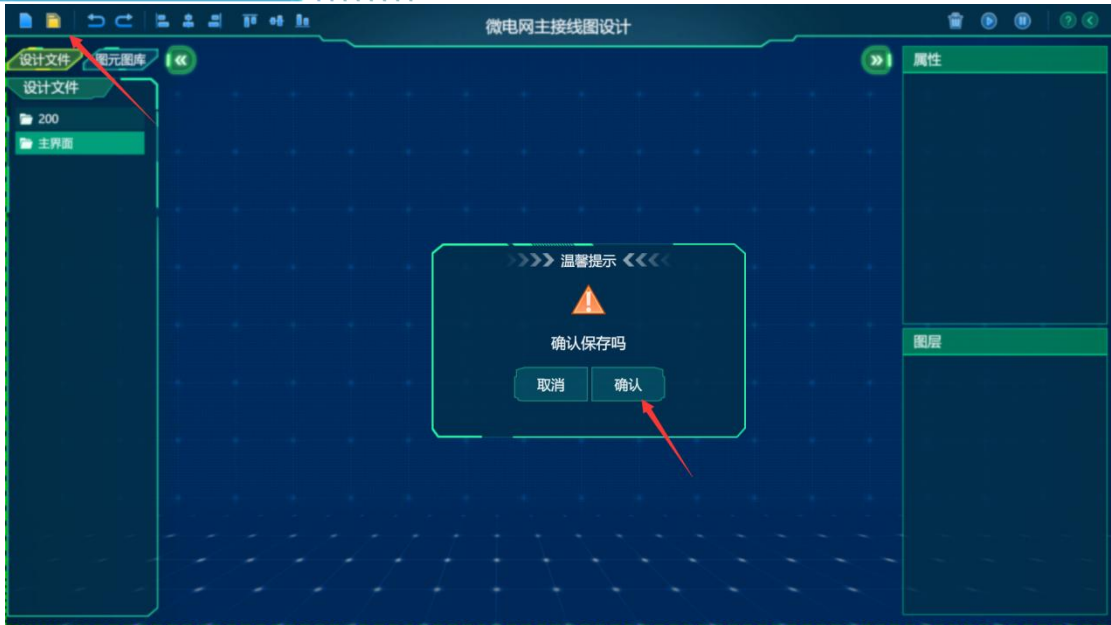 微电网主接线图设计
设计文件
图元图库
设计文件
200
主界面
温馨提示
确认保存吗
取消
确认
属性
图层